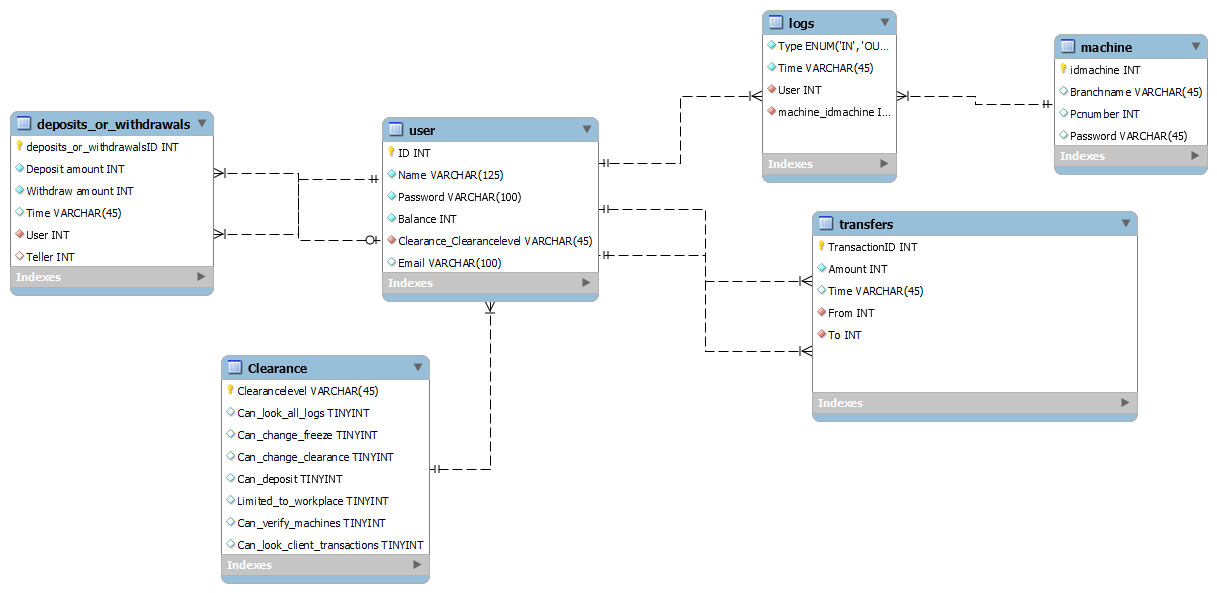 logs
Type ENUM('IN', 'OU...
Time VARCHAR(45)
User INT
machine_idmachine I...
Indexes
machine
idmachine INT
Branchname VARCHAR(45)
Pcnumber INT
Password VARCHAR(45)
Indexes
deposits_or_withdrawals
deposits_or_withdrawalsID INT
Deposit amount INT
Withdraw amount INT
Time VARCHAR(45)
User INT
Teller INT
Indexes
user
ID INT
Name VARCHAR(125)
Password VARCHAR(100)
Balance INT
Clearance_Clearancelevel VARCHAR(45)
Email VARCHAR(100)
Indexes
transfers
TransactionID INT
Amount INT
Time VARCHAR(45)
From INT
To INT
Indexes
Clearance
Clearancelevel VARCHAR(45)
Can_look_all_logs TINYINT
Can_change_freeze TINYINT
Can_change_clearance TINYINT
Can_deposit TINYINT
Limited_to_workplace TINYINT
Can_verify_machines TINYINT
Can_look_client_transactions TINYINT
Indexes